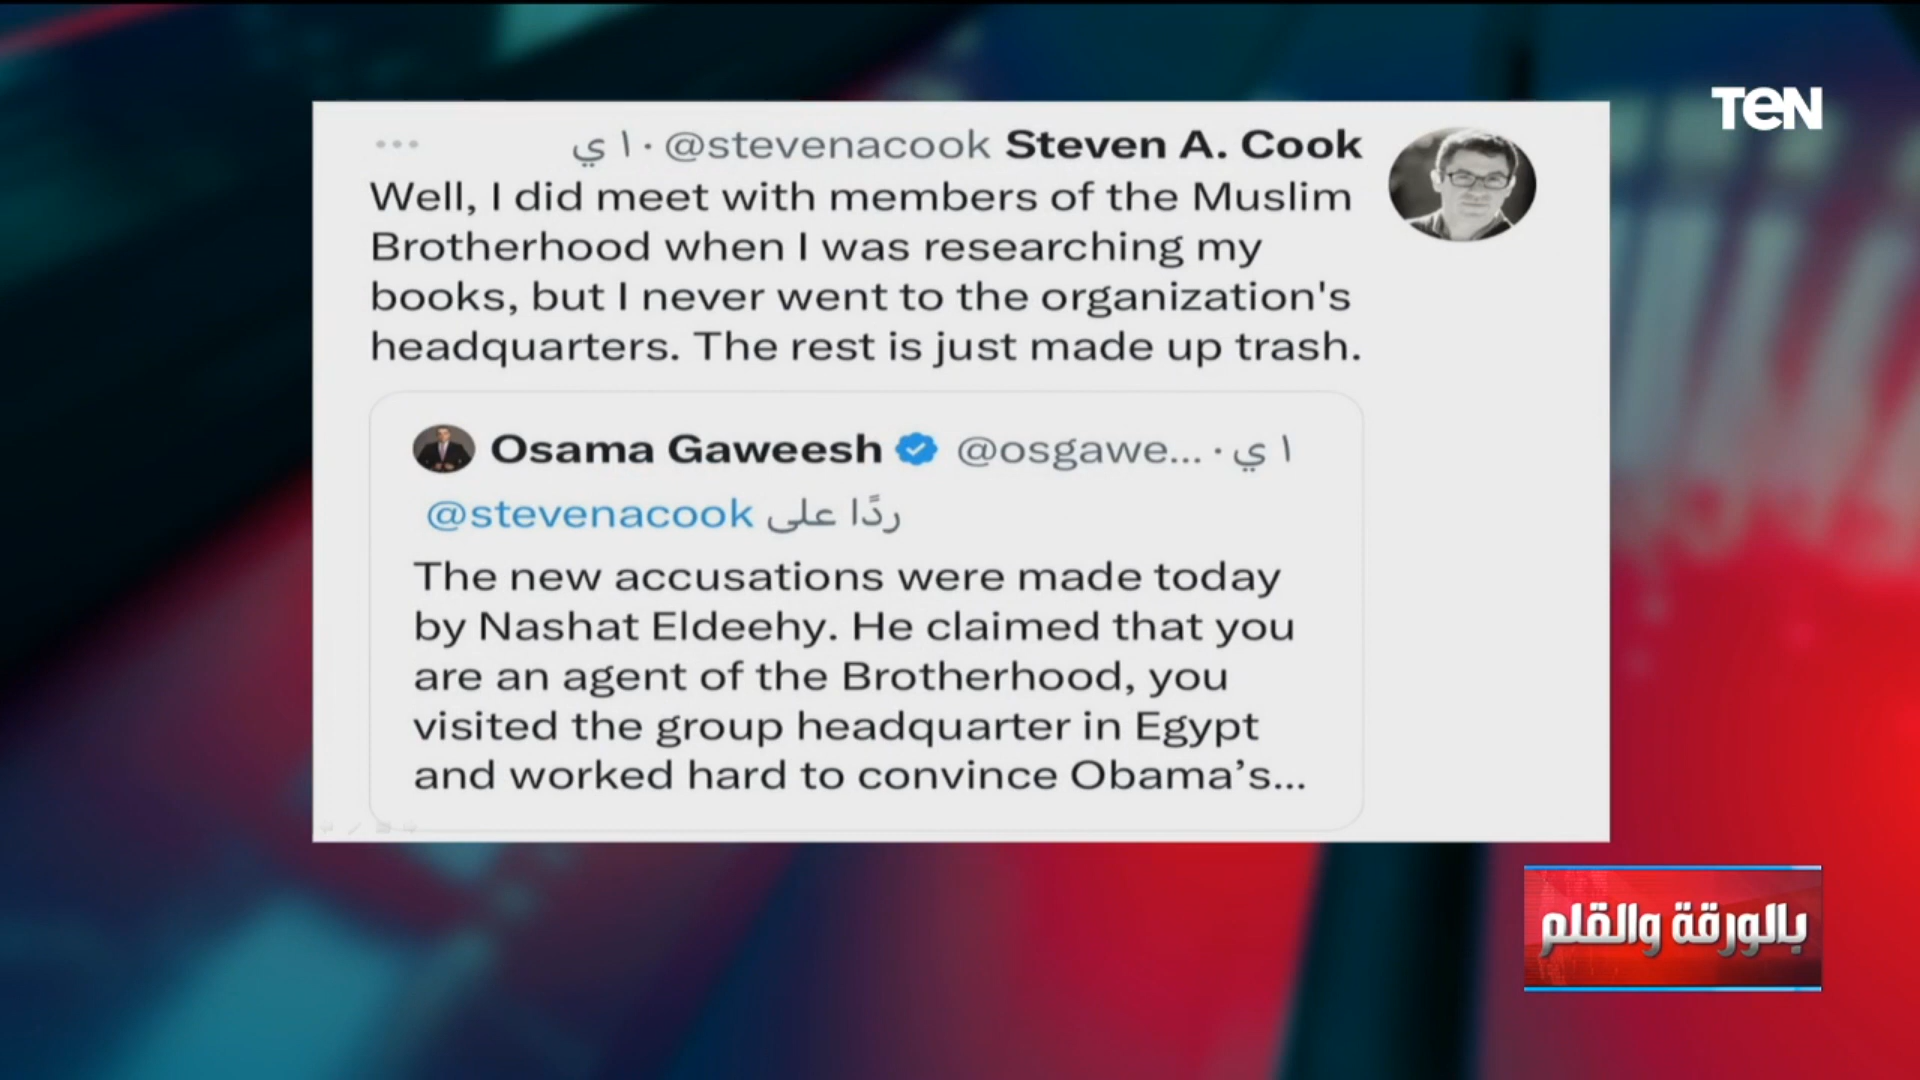 TeN
Steven A. Cook @stevenacook · ١ ي
Well, I did meet with members of the Muslim
Brotherhood when I was researching my
books, but I never went to the organization's
headquarters. The rest is just made up trash.
Osama Gaweesh @osgawe... · ١ ي
ردًا على @stevenacook
The new accusations were made today
by Nashat Eldeehy. He claimed that you
are an agent of the Brotherhood, you
visited the group headquarter in Egypt
and worked hard to convince Obama’s...
بالورقة والقلم